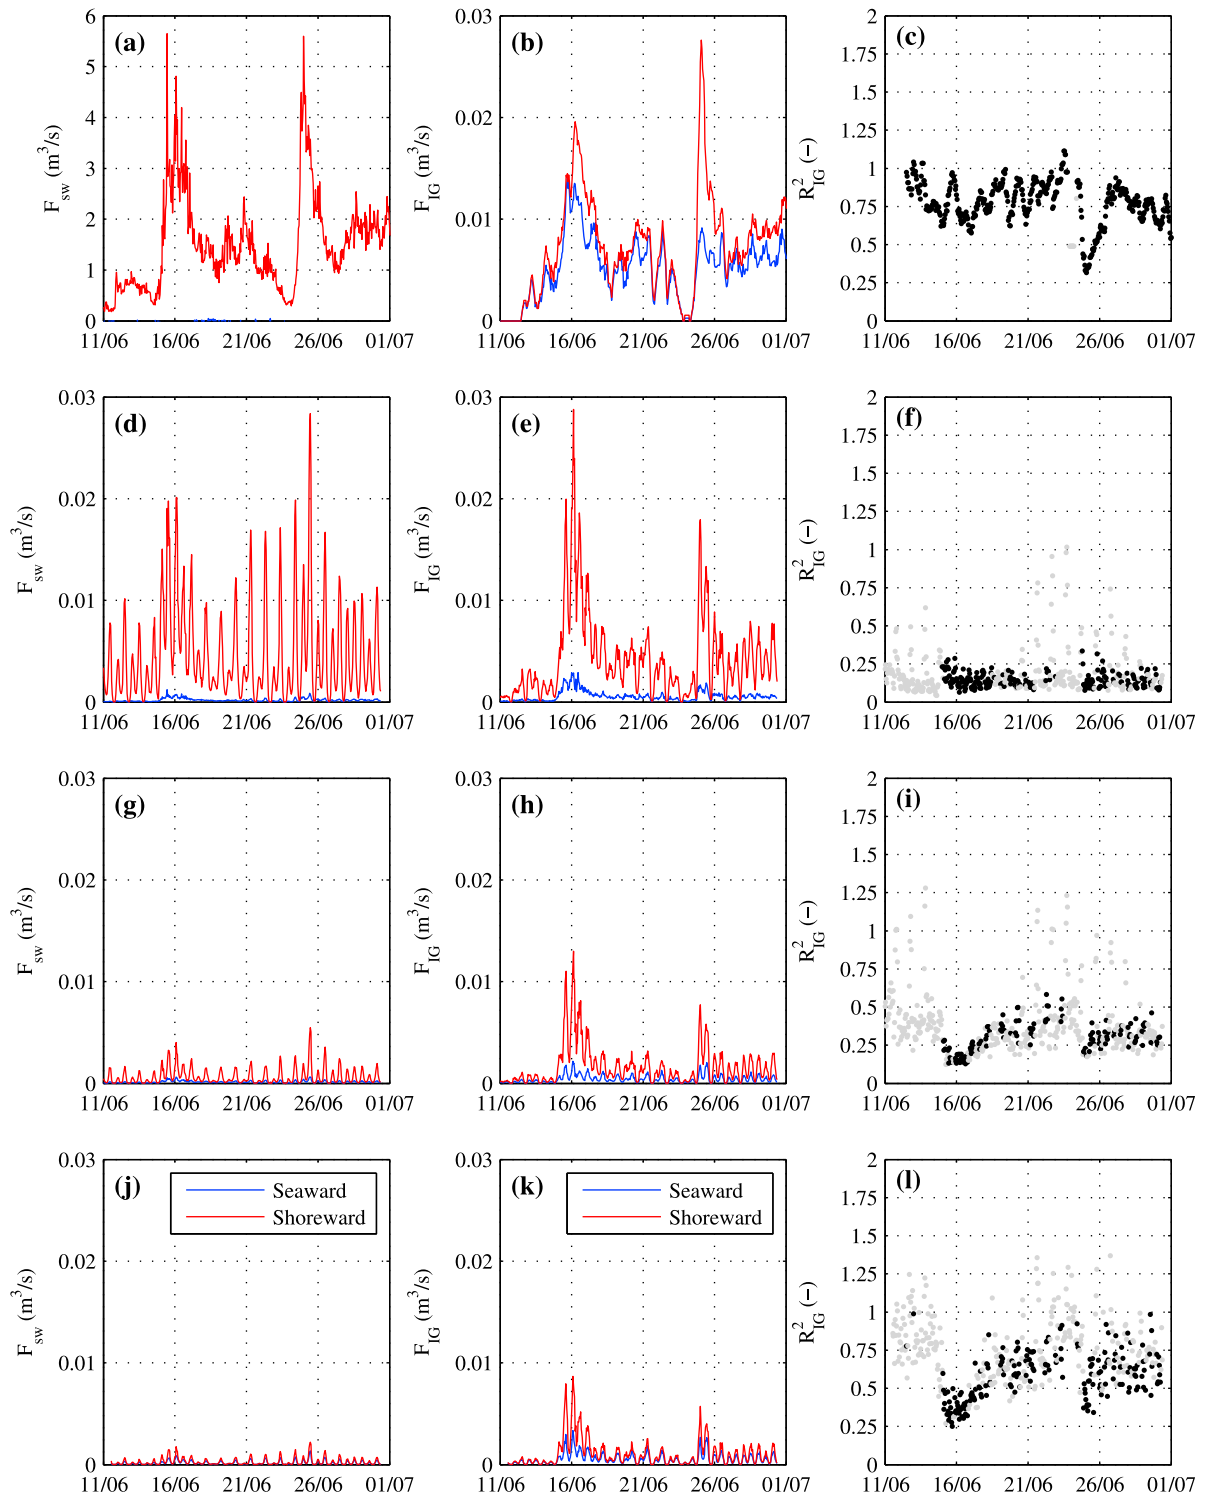 (a)
F_sw (m^3/s)
6
5
4
3
2
1
0
11/06 16/06 21/06 26/06 01/07
(b)
F_IG (m^3/s)
0.03
0.02
0.01
0
11/06 16/06 21/06 26/06 01/07
(c)
R^2_IG (−)
2
1.75
1.5
1.25
1
0.75
0.5
0.25
0
11/06 16/06 21/06 26/06 01/07
(d)
F_sw (m^3/s)
0.03
0.02
0.01
0
11/06 16/06 21/06 26/06 01/07
(e)
F_IG (m^3/s)
0.03
0.02
0.01
0
11/06 16/06 21/06 26/06 01/07
(f)
R^2_IG (−)
2
1.75
1.5
1.25
1
0.75
0.5
0.25
0
11/06 16/06 21/06 26/06 01/07
(g)
F_sw (m^3/s)
0.03
0.02
0.01
0
11/06 16/06 21/06 26/06 01/07
(h)
F_IG (m^3/s)
0.03
0.02
0.01
0
11/06 16/06 21/06 26/06 01/07
(i)
R^2_IG (−)
2
1.75
1.5
1.25
1
0.75
0.5
0.25
0
11/06 16/06 21/06 26/06 01/07
(j)
Seaward
Shoreward
F_sw (m^3/s)
0.03
0.02
0.01
0
11/06 16/06 21/06 26/06 01/07
(k)
Seaward
Shoreward
F_IG (m^3/s)
0.03
0.02
0.01
0
11/06 16/06 21/06 26/06 01/07
(l)
R^2_IG (−)
2
1.75
1.5
1.25
1
0.75
0.5
0.25
0
11/06 16/06 21/06 26/06 01/07